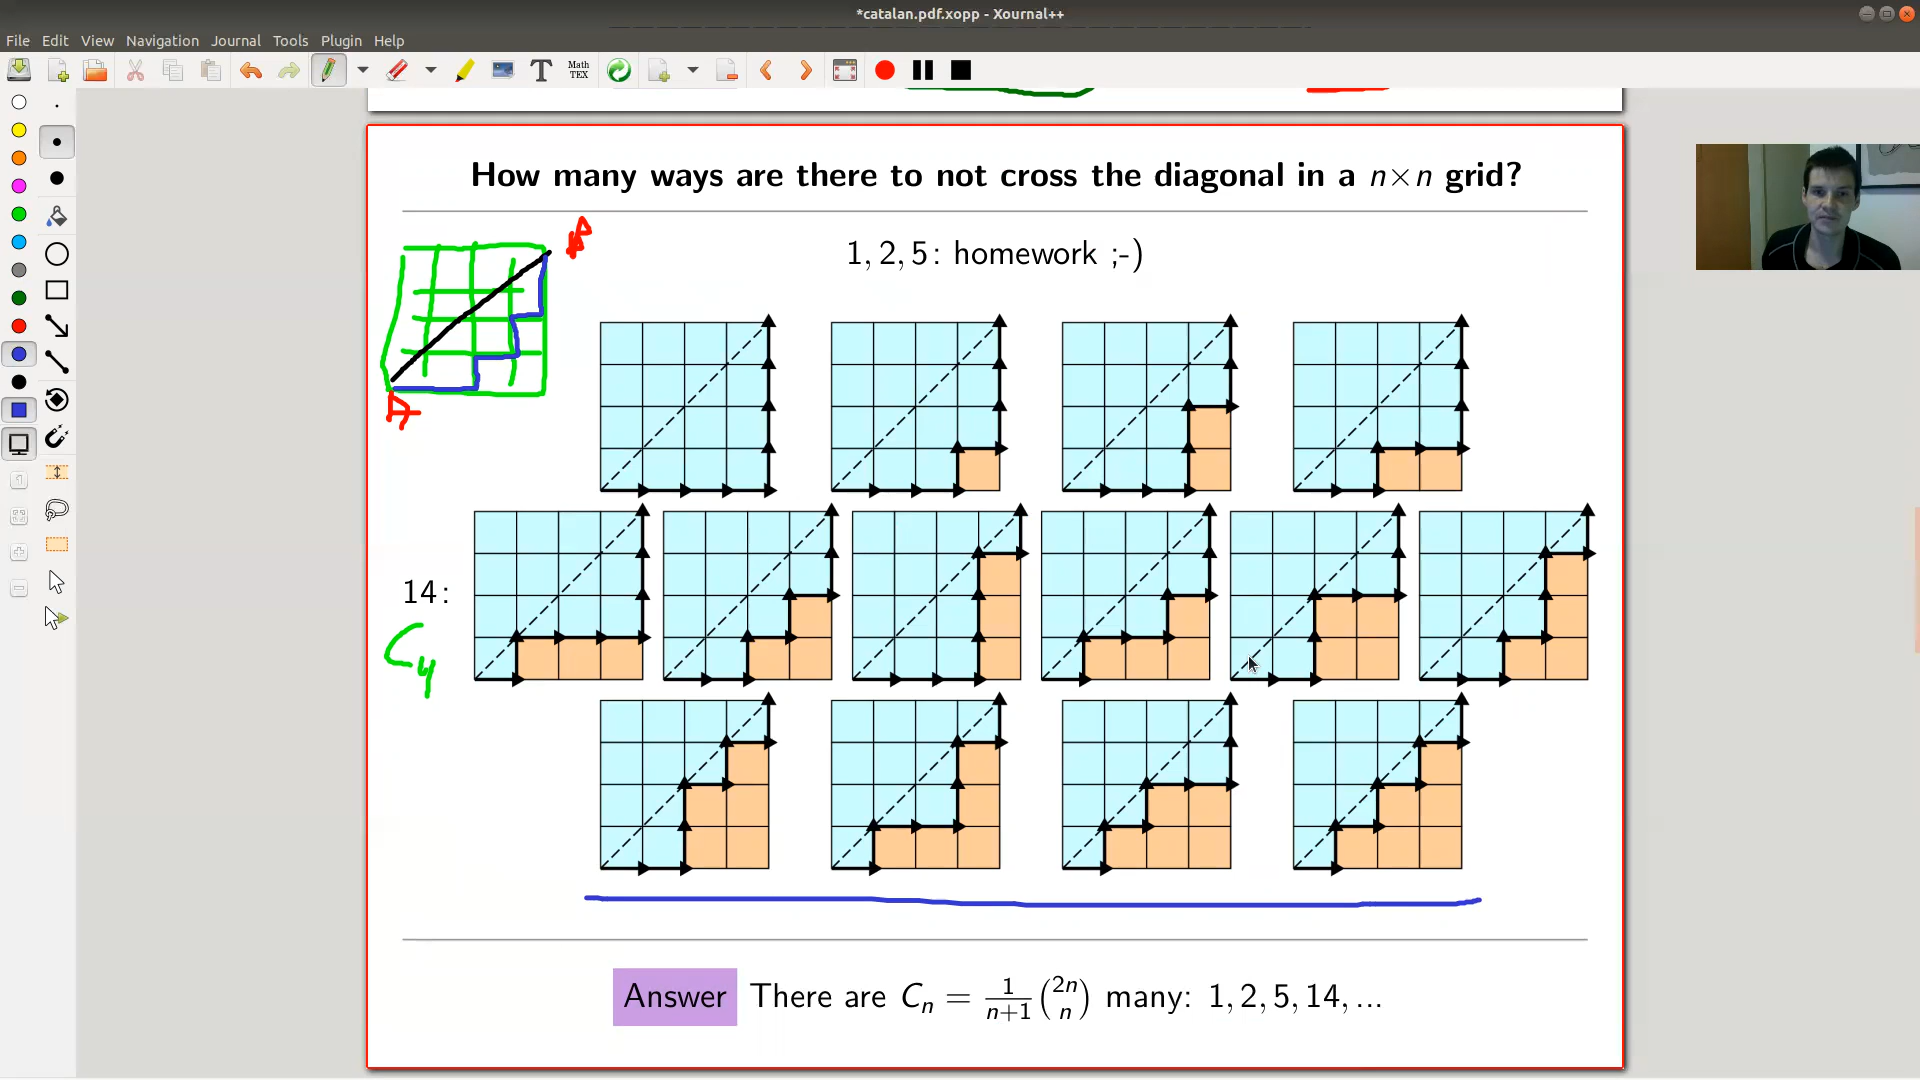 *catalan.pdf.xopp - Xournal++
File Edit View Navigation Journal Tools Plugin Help
T Math TEX
How many ways are there to not cross the diagonal in a n×n grid?
1, 2, 5: homework ;-)
A
14:
C4
Answer There are Cₙ = 1/(n+1) (2n n) many: 1, 2, 5, 14, ...